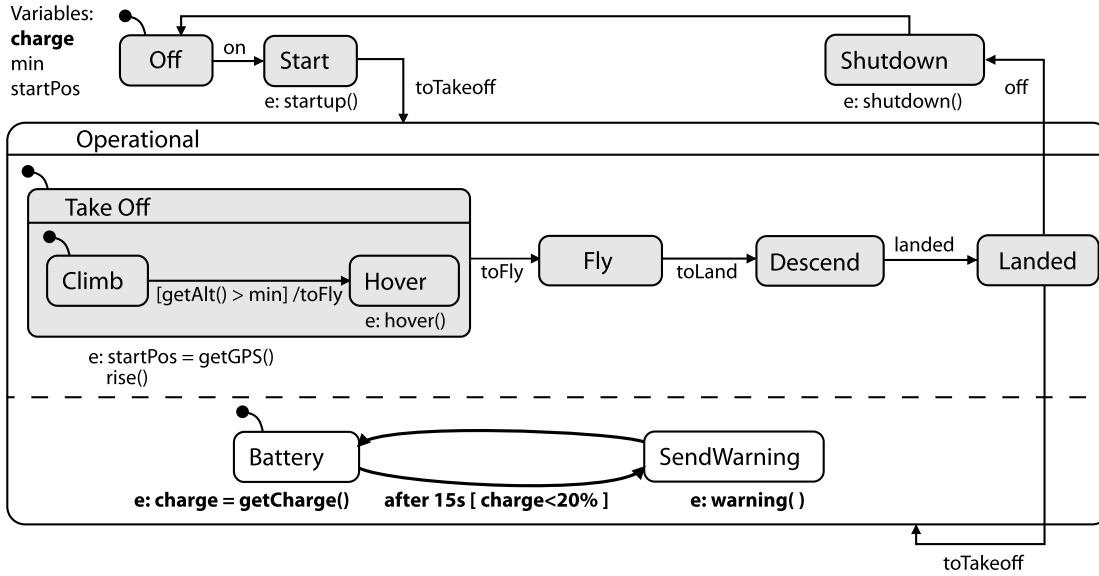 Variables:
charge
min
startPos
Off
on
Start
e: startup()
toTakeoff
Shutdown
e: shutdown()
off
Operational
Take Off
Climb
[getAlt() > min] /toFly
Hover
e: hover()
toFly
Fly
toLand
Descend
landed
Landed
e: startPos = getGPS()
rise()
Battery
e: charge = getCharge()
after 15s [ charge<20% ]
SendWarning
e: warning( )
toTakeoff